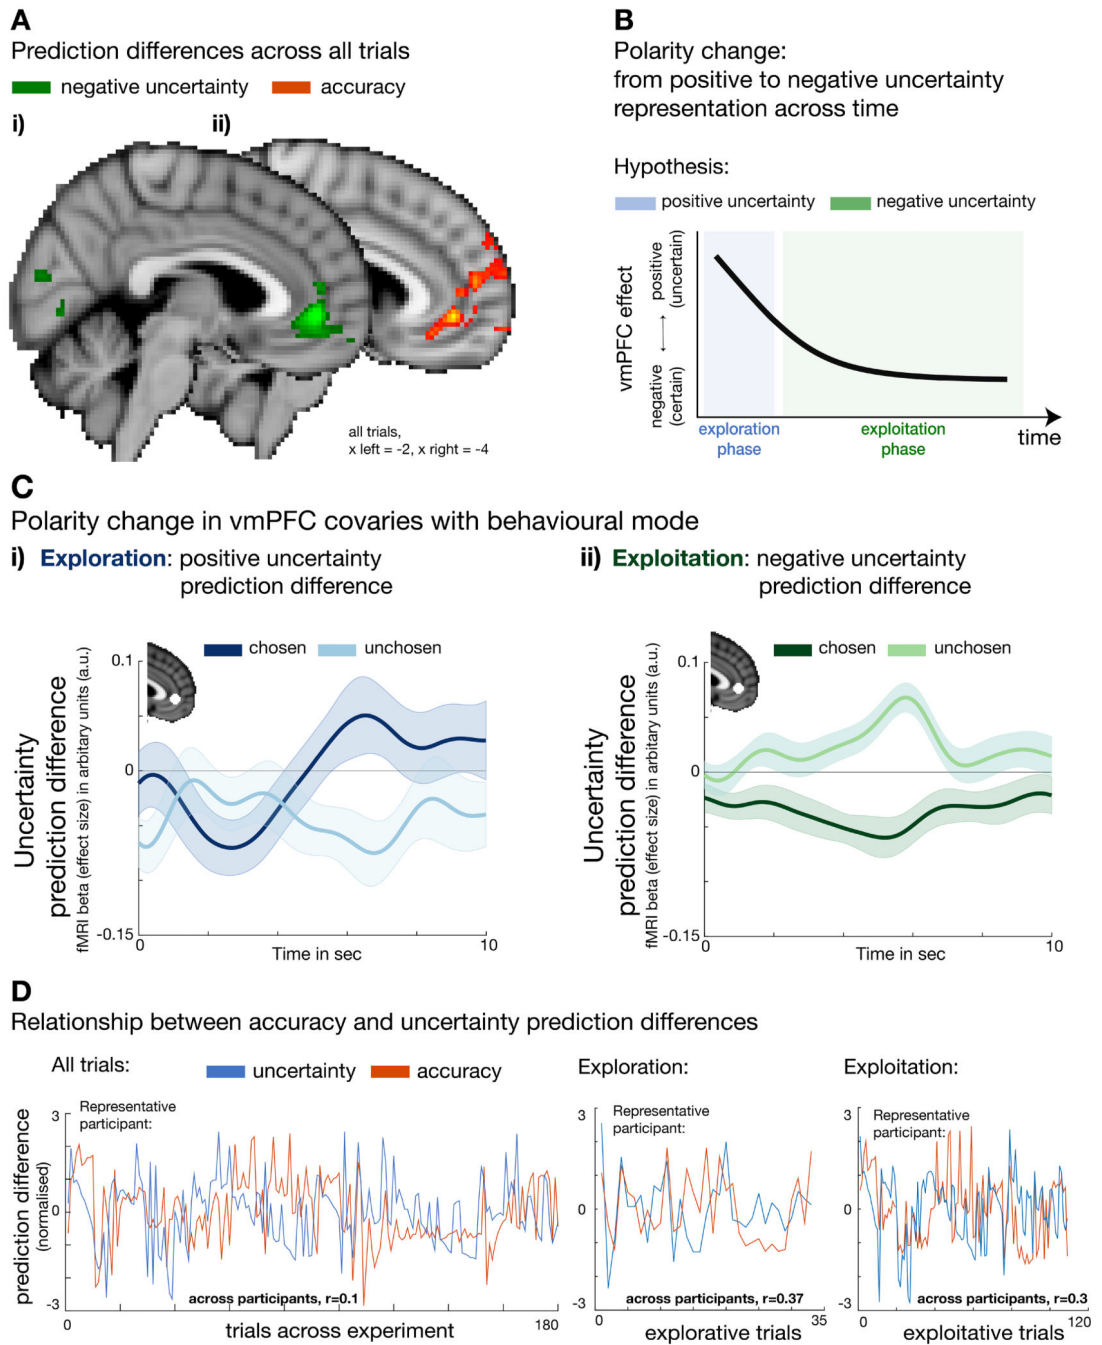 A
Prediction differences across all trials
negative uncertainty
accuracy
i)
ii)
all trials,
x left = -2, x right = -4
B
Polarity change:
from positive to negative uncertainty
representation across time
Hypothesis:
positive uncertainty
negative uncertainty
vmPFC effect
positive
(uncertain)
negative
(certain)
exploration
phase
exploitation
phase
time
C
Polarity change in vmPFC covaries with behavioural mode
i) Exploration: positive uncertainty
prediction difference
chosen
unchosen
Uncertainty
prediction difference
fMRI beta (effect size) in arbitary units (a.u.)
0.1
0
-0.15
0
10
Time in sec
ii) Exploitation: negative uncertainty
prediction difference
chosen
unchosen
Uncertainty
prediction difference
fMRI beta (effect size) in arbitary units (a.u.)
0.1
0
-0.15
0
10
Time in sec
D
Relationship between accuracy and uncertainty prediction differences
All trials:
uncertainty
accuracy
prediction difference
(normalised)
Representative
participant:
3
0
-3
across participants, r=0.1
0
180
trials across experiment
Exploration:
Representative
participant:
3
0
-3
across participants, r=0.37
0
35
explorative trials
Exploitation:
Representative
participant:
3
0
-3
across participants, r=0.3
0
120
exploitative trials